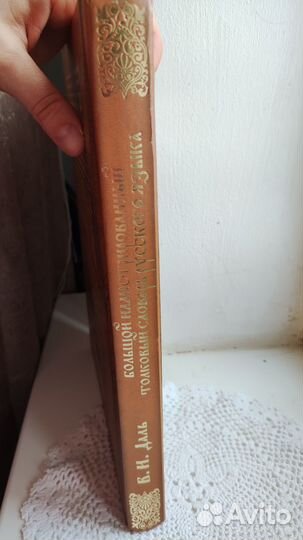 БОЛЬШОЙ ИЛЛЮСТРИРОВАННЫЙ
ТОЛКОВЫЙ СЛОВАРЬ РУССКОГО ЯЗЫКА
В. И. ДАЛЬ
Avito